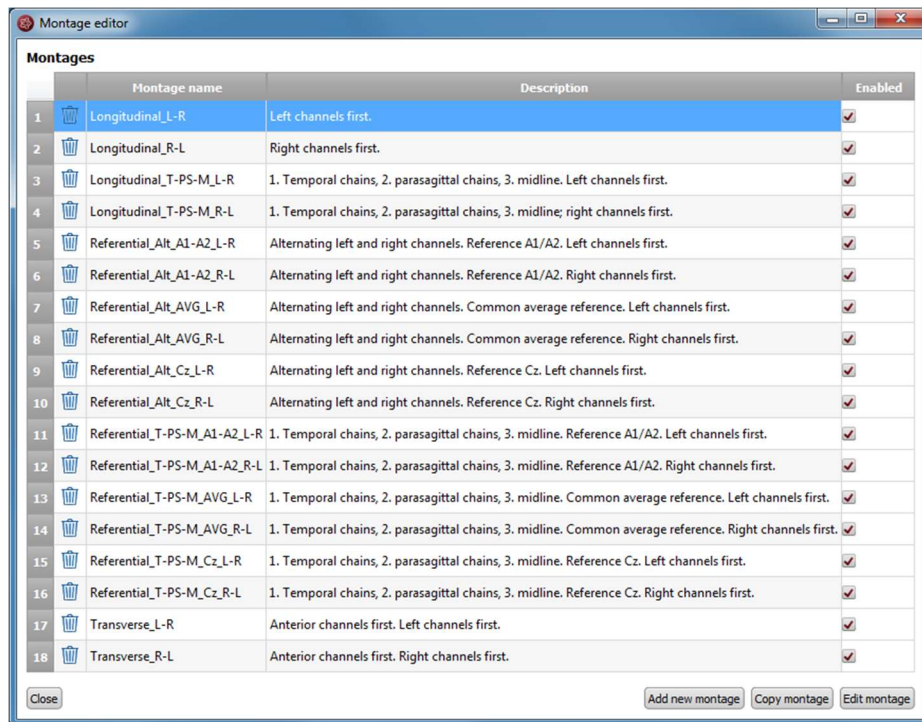 Montage editor
Montages
Montage name Description Enabled
1 Longitudinal_L-R Left channels first.
2 Longitudinal_R-L Right channels first.
3 Longitudinal_T-PS-M_L-R 1. Temporal chains, 2. parasagittal chains, 3. midline. Left channels first.
4 Longitudinal_T-PS-M_R-L 1. Temporal chains, 2. parasagittal chains, 3. midline; right channels first.
5 Referential_Alt_A1-A2_L-R Alternating left and right channels. Reference A1/A2. Left channels first.
6 Referential_Alt_A1-A2_R-L Alternating left and right channels. Reference A1/A2. Right channels first.
7 Referential_Alt_AVG_L-R Alternating left and right channels. Common average reference. Left channels first.
8 Referential_Alt_AVG_R-L Alternating left and right channels. Common average reference. Right channels first.
9 Referential_Alt_Cz_L-R Alternating left and right channels. Reference Cz. Left channels first.
10 Referential_Alt_Cz_R-L Alternating left and right channels. Reference Cz. Right channels first.
11 Referential_T-PS-M_A1-A2_L-R 1. Temporal chains, 2. parasagittal chains, 3. midline. Reference A1/A2. Left channels first.
12 Referential_T-PS-M_A1-A2_R-L 1. Temporal chains, 2. parasagittal chains, 3. midline. Reference A1/A2. Right channels first.
13 Referential_T-PS-M_AVG_L-R 1. Temporal chains, 2. parasagittal chains, 3. midline. Common average reference. Left channels first.
14 Referential_T-PS-M_AVG_R-L 1. Temporal chains, 2. parasagittal chains, 3. midline. Common average reference. Right channels first.
15 Referential_T-PS-M_Cz_L-R 1. Temporal chains, 2. parasagittal chains, 3. midline. Reference Cz. Left channels first.
16 Referential_T-PS-M_Cz_R-L 1. Temporal chains, 2. parasagittal chains, 3. midline. Reference Cz. Right channels first.
17 Transverse_L-R Anterior channels first. Left channels first.
18 Transverse_R-L Anterior channels first. Right channels first.
Close Add new montage Copy montage Edit montage